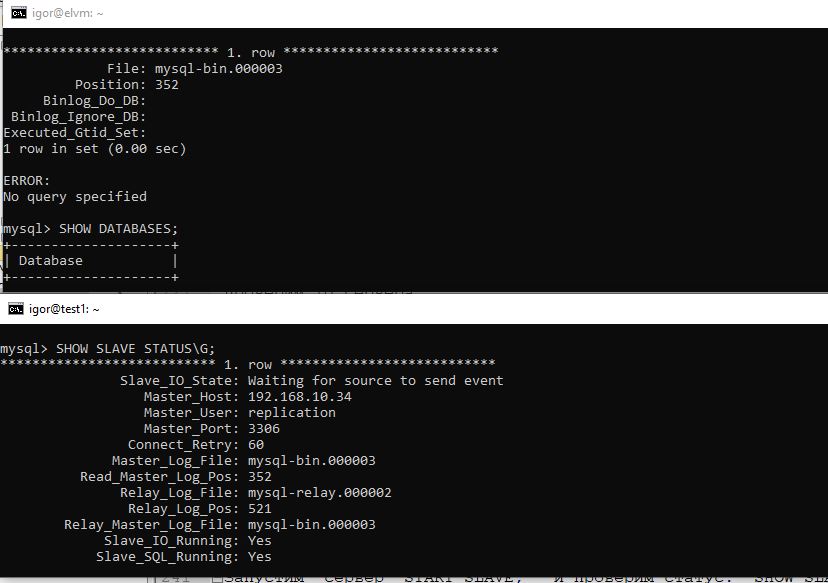 igor@elvm: ~
*************************** 1. row ***************************
File: mysql-bin.000003
Position: 352
Binlog_Do_DB:
Binlog_Ignore_DB:
Executed_Gtid_Set:
1 row in set (0.00 sec)
ERROR:
No query specified
mysql> SHOW DATABASES;
+--------------------+
| Database           |
+--------------------+
igor@test1: ~
mysql> SHOW SLAVE STATUS\G;
*************************** 1. row ***************************
Slave_IO_State: Waiting for source to send event
Master_Host: 192.168.10.34
Master_User: replication
Master_Port: 3306
Connect_Retry: 60
Master_Log_File: mysql-bin.000003
Read_Master_Log_Pos: 352
Relay_Log_File: mysql-relay.000002
Relay_Log_Pos: 521
Relay_Master_Log_File: mysql-bin.000003
Slave_IO_Running: Yes
Slave_SQL_Running: Yes
Запустим сервер START SLAVE; и проверим статус: SHOW